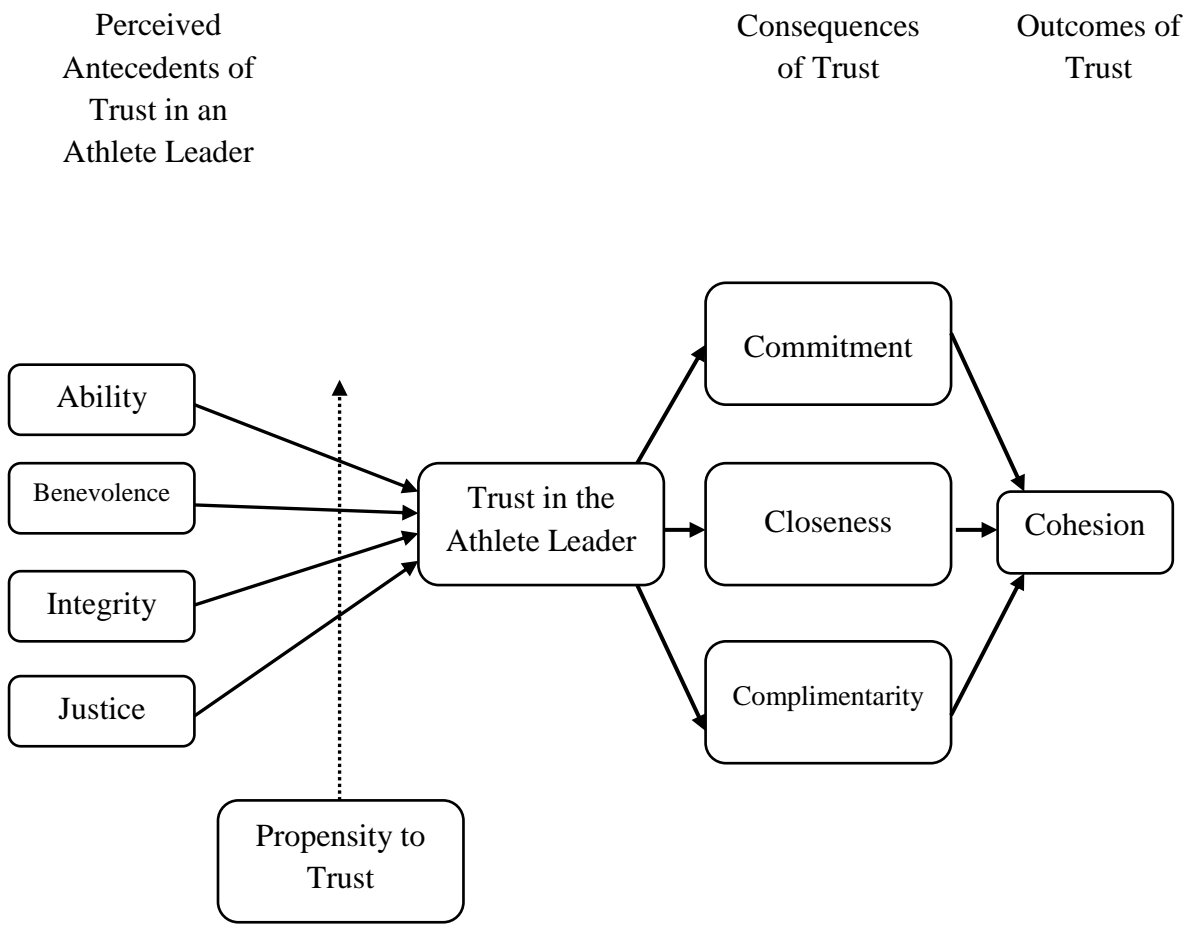 Perceived
Antecedents of
Trust in an
Athlete Leader
Consequences
of Trust
Outcomes of
Trust
Ability
Benevolence
Integrity
Justice
Propensity to
Trust
Trust in the
Athlete Leader
Commitment
Closeness
Complimentarity
Cohesion